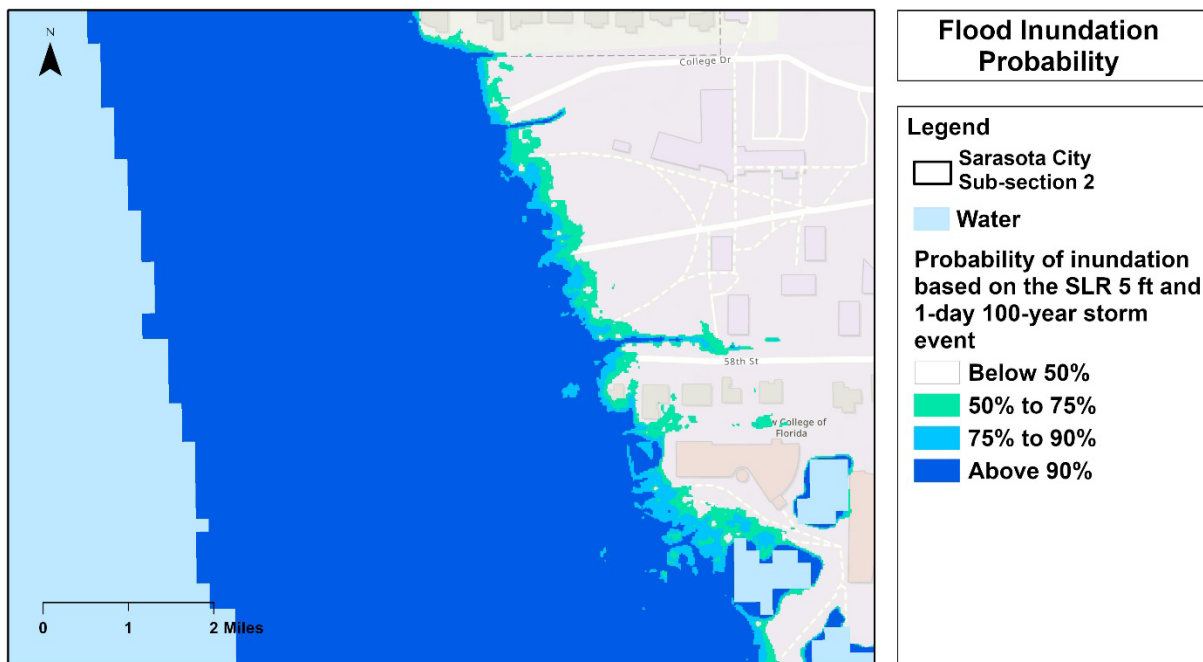 N
College Dr
58th St
w College of
Florida
0 1 2 Miles
Flood Inundation
Probability
Legend
Sarasota City
Sub-section 2
Water
Probability of inundation
based on the SLR 5 ft and
1-day 100-year storm
event
Below 50%
50% to 75%
75% to 90%
Above 90%